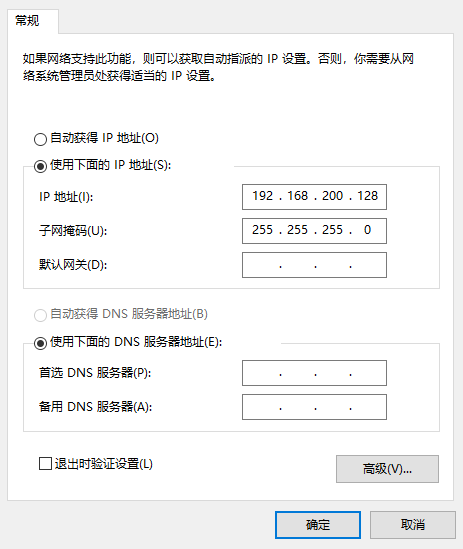 常规
如果网络支持此功能，则可以获取自动指派的 IP 设置。否则，你需要从网
络系统管理员处获得适当的 IP 设置。
自动获得 IP 地址(O)
使用下面的 IP 地址(S):
IP 地址(I): 192 . 168 . 200 . 128
子网掩码(U): 255 . 255 . 255 . 0
默认网关(D): . . .
自动获得 DNS 服务器地址(B)
使用下面的 DNS 服务器地址(E):
首选 DNS 服务器(P): . . .
备用 DNS 服务器(A): . . .
退出时验证设置(L)
高级(V)...
确定 取消